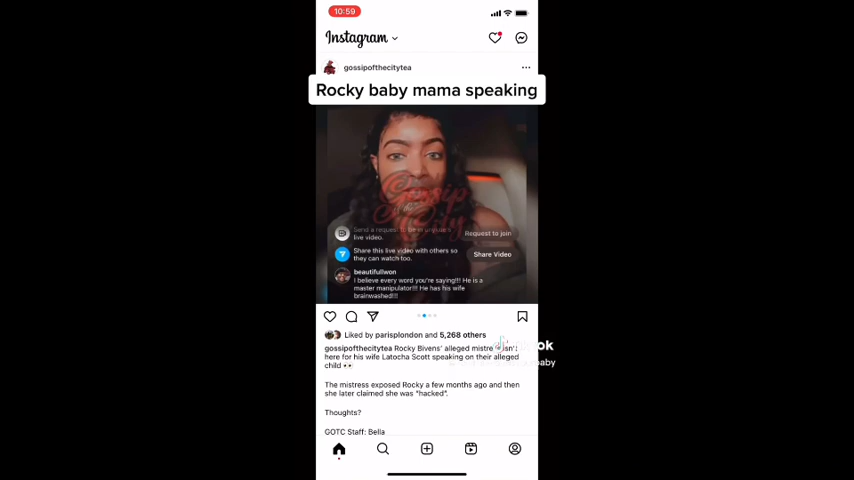 10:59
Instagram
gossipofthecitytea
Rocky baby mama speaking
Gossip
City
Send a request to be in
live video.
Request to join
Share this live video with others so
they can watch too.
Share Video
beautifullwon
I believe every word you're saying!!! He is a
master manipulator!!! He has his wife
brainwashed!!!
Liked by parisplondon and 5,268 others
gossipofthecitytea Rocky Bivens' alleged
here for his wife Latocha Scott speaking on their alleged
child 👀
The mistress exposed Rocky a few months ago and then
she later claimed she was "hacked".
Thoughts?
GOTC Staff: Bella